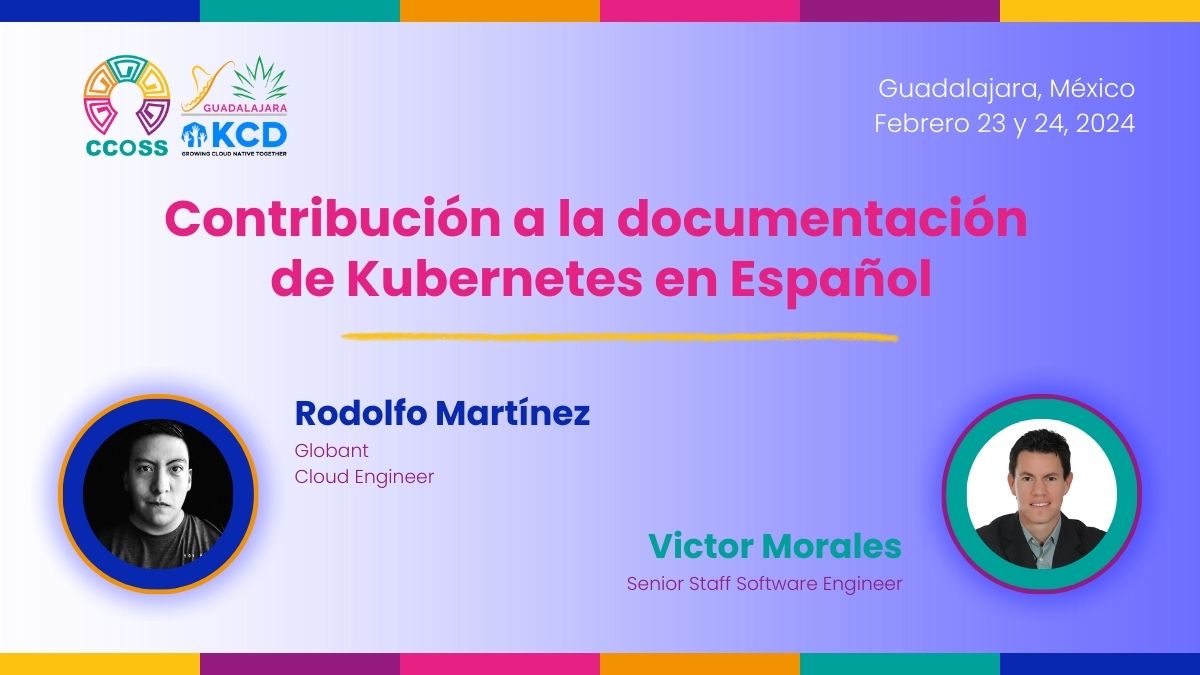 CCOSS
GUADALAJARA
KCD
GROWING CLOUD NATIVE TOGETHER
Guadalajara, México
Febrero 23 y 24, 2024
Contribución a la documentación
de Kubernetes en Español
Rodolfo Martínez
Globant
Cloud Engineer
Victor Morales
Senior Staff Software Engineer